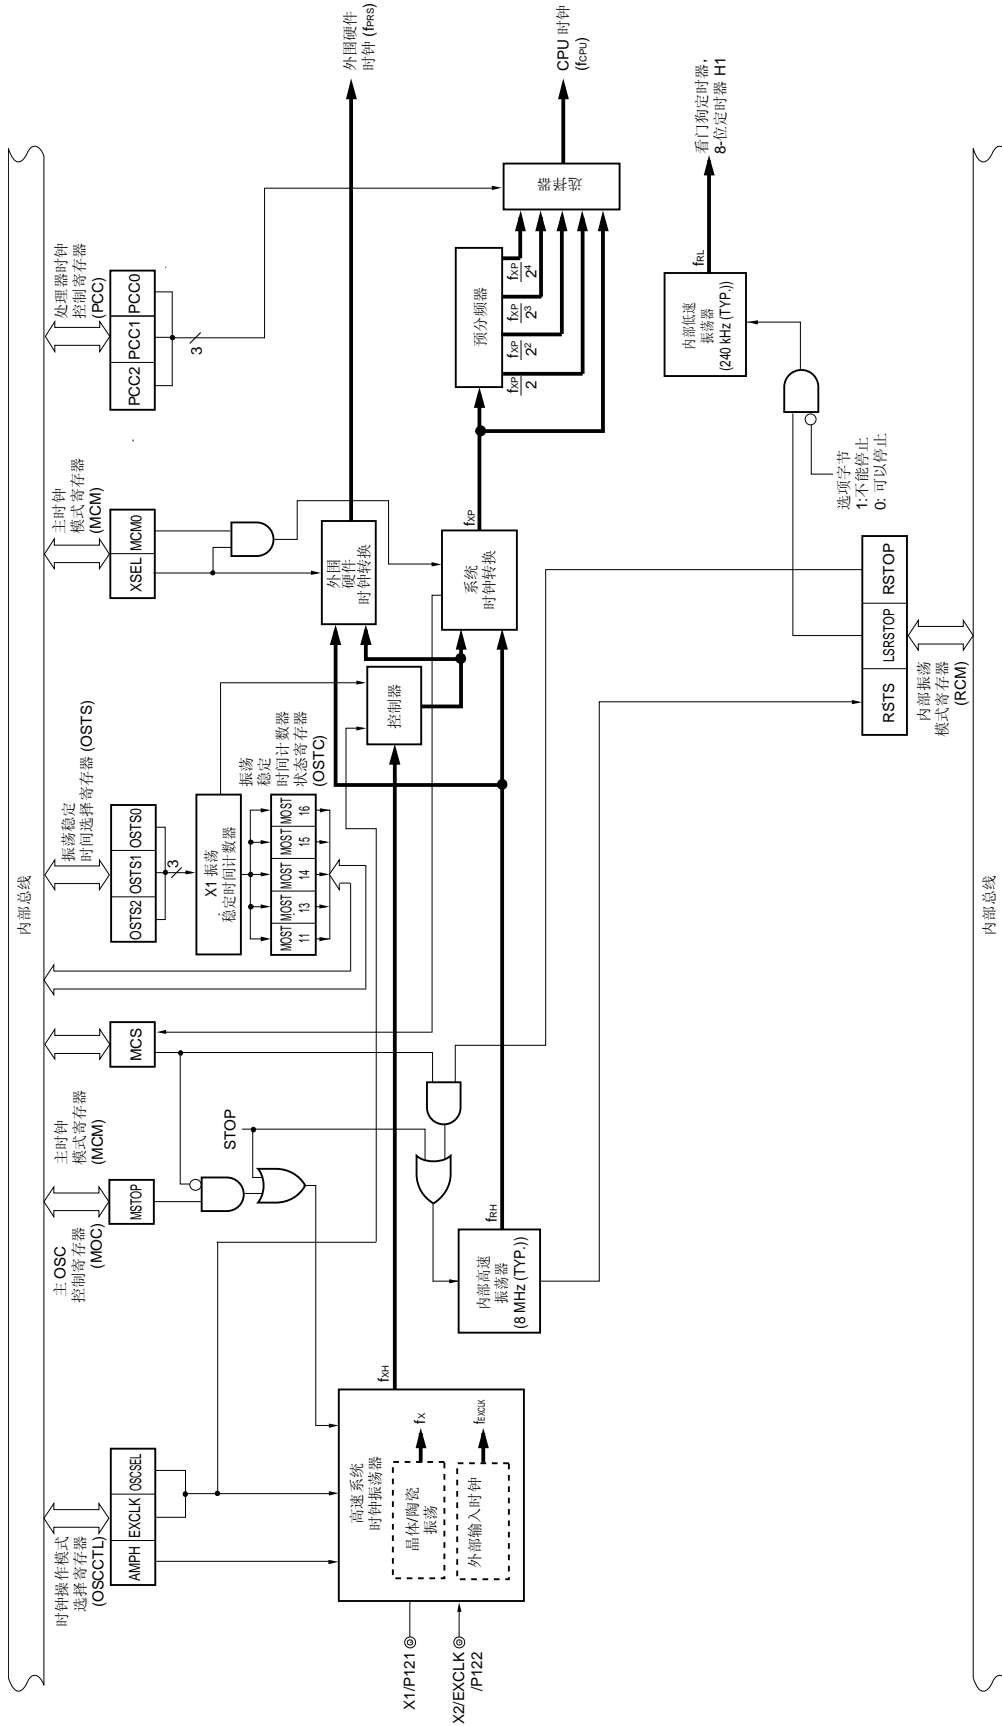 内部总线
时钟操作模式
选择寄存器
(OSCCTL)
AMPH
EXCLK
OSCSEL
主OSC
控制寄存器
(MOC)
MSTOP
主时钟
模式寄存器
(MCM)
MCS
STOP
振荡稳定
时间选择寄存器 (OSTS)
OSTS2
OSTS1
OSTS0
3
X1 振荡
稳定时间计数器
MOST
11
MOST
13
MOST
14
MOST
15
MOST
16
振荡
稳定
时间计数器
状态寄存器
(OSTC)
主时钟
模式寄存器
(MCM)
XSEL
MCM0
处理器时钟
控制寄存器
(PCC)
PCC2
PCC1
PCC0
3
X1/P121
X2/EXCLK
/P122
高速系统
时钟振荡器
晶体/陶瓷
振荡
fX
外部输入时钟
fEXCLK
fXH
控制器
外围
硬件
时钟转换
外围硬件
时钟 (fPRS)
内部高速
振荡器
(8 MHz (TYP.))
fRH
系统
时钟转换
fXP
预分频器
fXP
2
fXP
2²
fXP
2³
fXP
2⁴
选择器
CPU 时钟
(fCPU)
内部低速
振荡器
(240 kHz (TYP.))
fRL
看门狗定时器,
8-位定时器 H1
选项字节
1:不能停止
0: 可以停止
RSTS
LSRSTOP
RSTOP
内部振荡
模式寄存器
(RCM)
内部总线